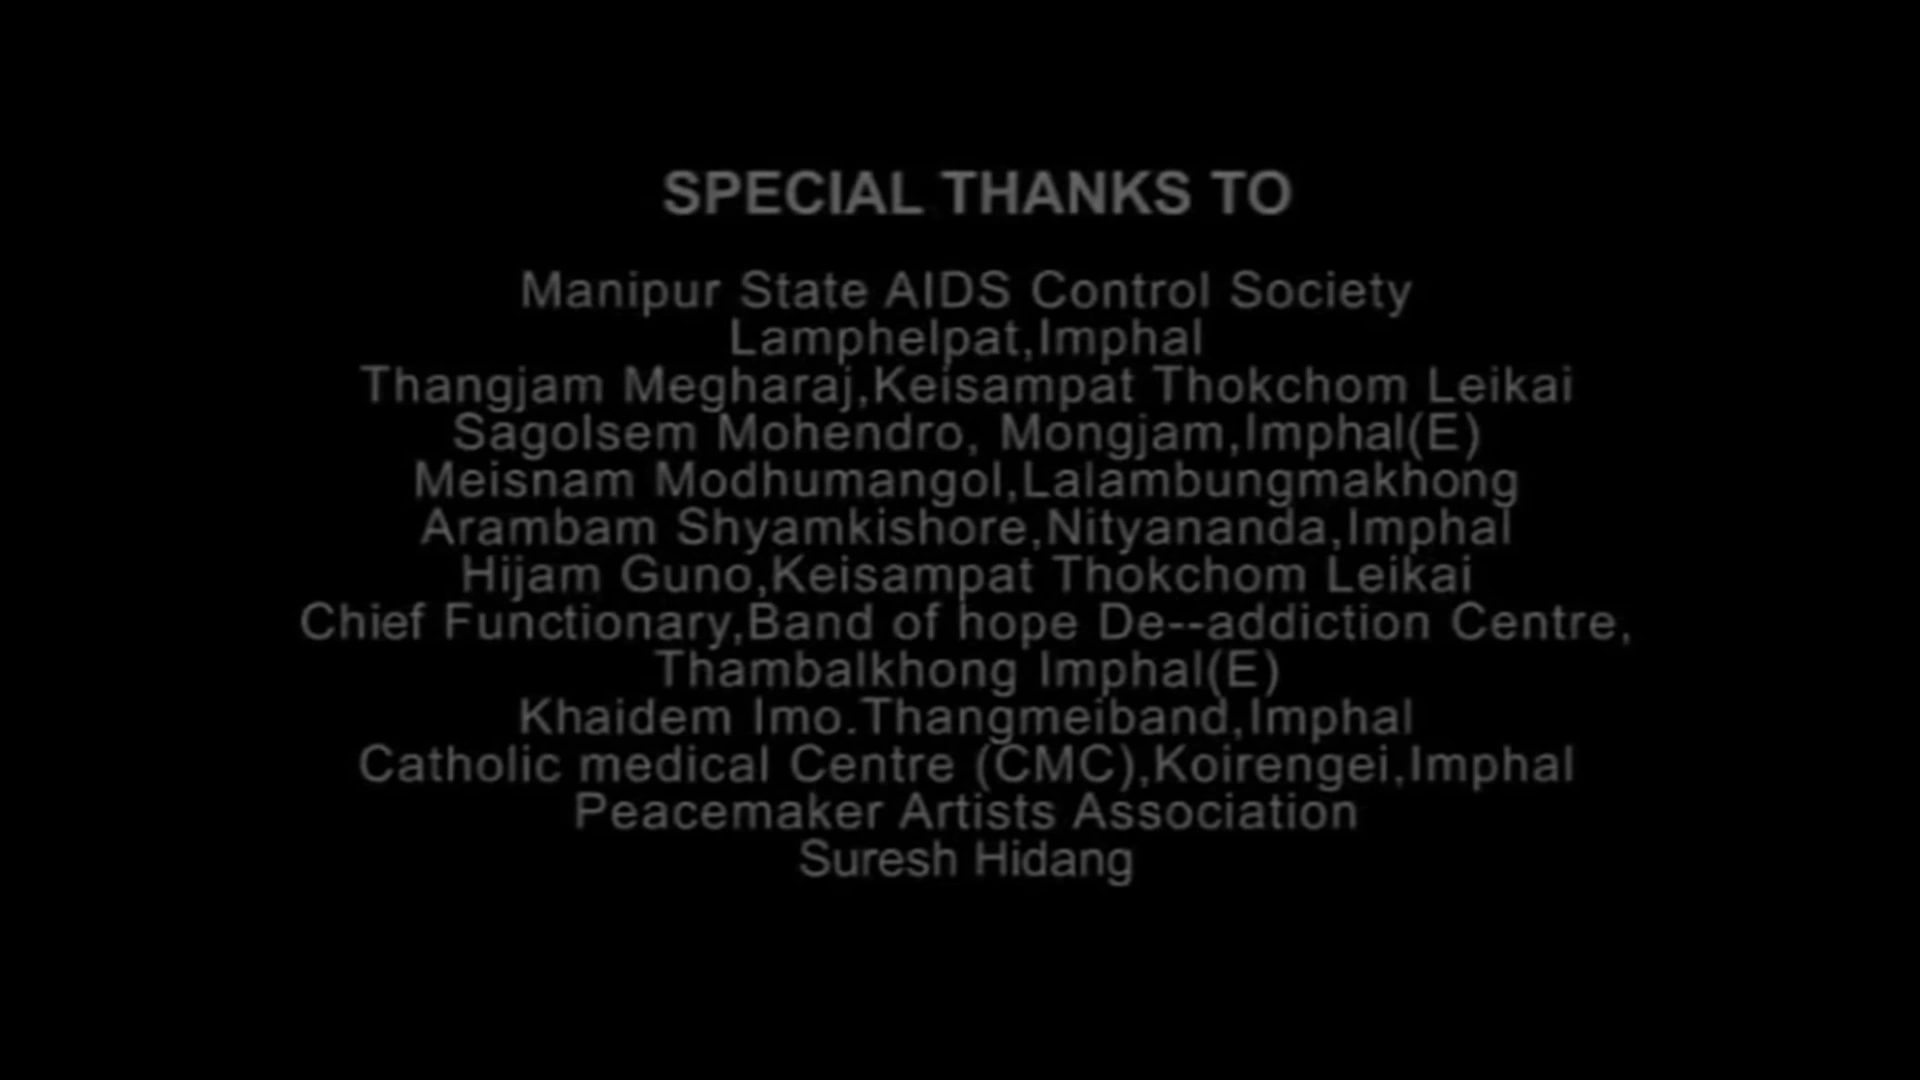 SPECIAL THANKS TO
Manipur State AIDS Control Society
Lamphelpat,Imphal
Thangjam Megharaj,Keisampat Thokchom Leikai
Sagolsem Mohendro, Mongjam,Imphal(E)
Meisnam Modhumangol,Lalambungmakhong
Arambam Shyamkishore,Nityananda,Imphal
Hijam Guno,Keisampat Thokchom Leikai
Chief Functionary,Band of hope De--addiction Centre,
Thambalkhong Imphal(E)
Khaidem Imo.Thangmeiband,Imphal
Catholic medical Centre (CMC),Koirengei,Imphal
Peacemaker Artists Association
Suresh Hidang